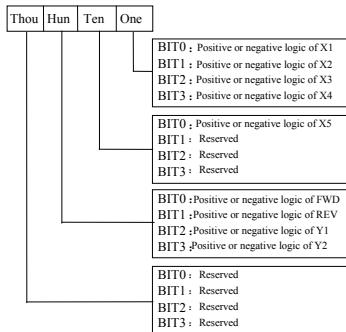 Thou Hun Ten One
BIT0：Positive or negative logic of X1
BIT1：Positive or negative logic of X2
BIT2：Positive or negative logic of X3
BIT3：Positive or negative logic of X4
BIT0：Positive or negative logic of X5
BIT1：Reserved
BIT2：Reserved
BIT3：Reserved
BIT0：Positive or negative logic of FWD
BIT1：Positive or negative logic of REV
BIT2：Positive or negative logic of Y1
BIT3：Positive or negative logic of Y2
BIT0：Reserved
BIT1：Reserved
BIT2：Reserved
BIT3：Reserved